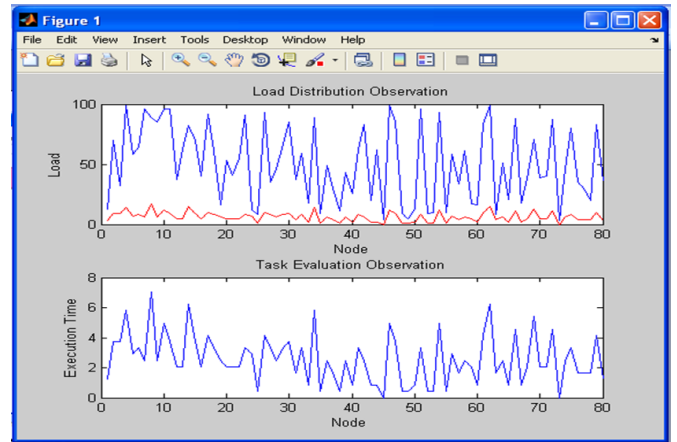 Figure 1
File Edit View Insert Tools Desktop Window Help
Load Distribution Observation
Load
100
50
0
0 10 20 30 40 50 60 70 80
Node
Task Evaluation Observation
Execution Time
8
6
4
2
0
0 10 20 30 40 50 60 70 80
Node